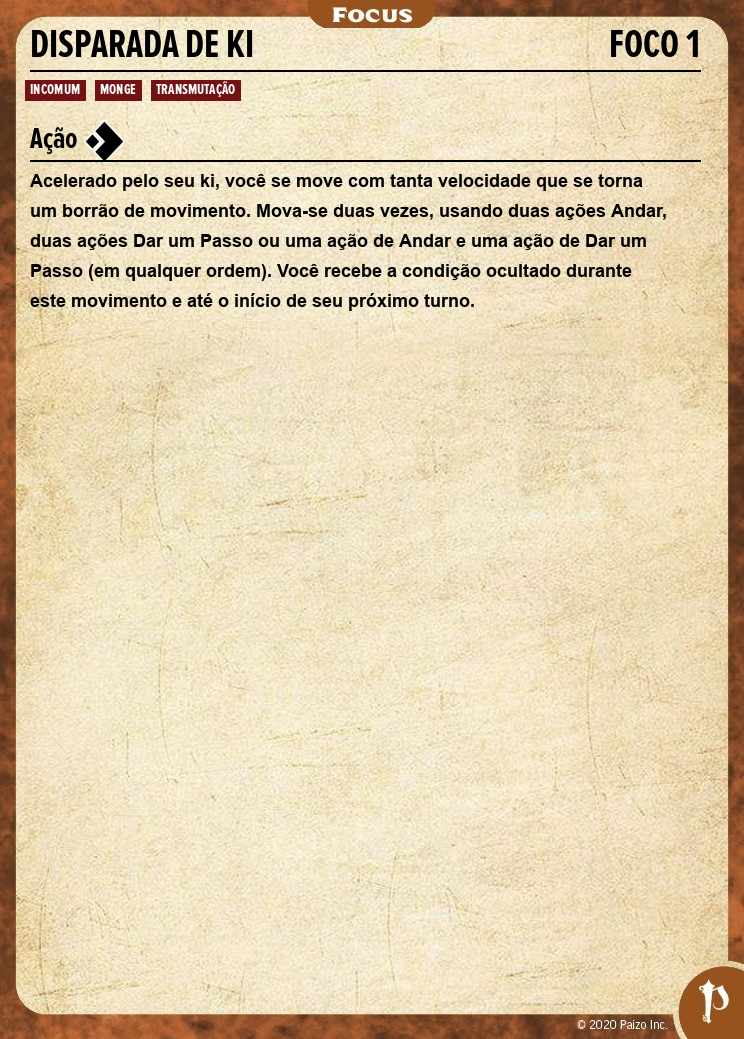 Focus
DISPARADA DE KI FOCO 1
INCOMUM MONGE TRANSMUTAÇÃO
Ação
Acelerado pelo seu ki, você se move com tanta velocidade que se torna
um borrão de movimento. Mova-se duas vezes, usando duas ações Andar,
duas ações Dar um Passo ou uma ação de Andar e uma ação de Dar um
Passo (em qualquer ordem). Você recebe a condição ocultado durante
este movimento e até o início de seu próximo turno.
© 2020 Paizo Inc.
P